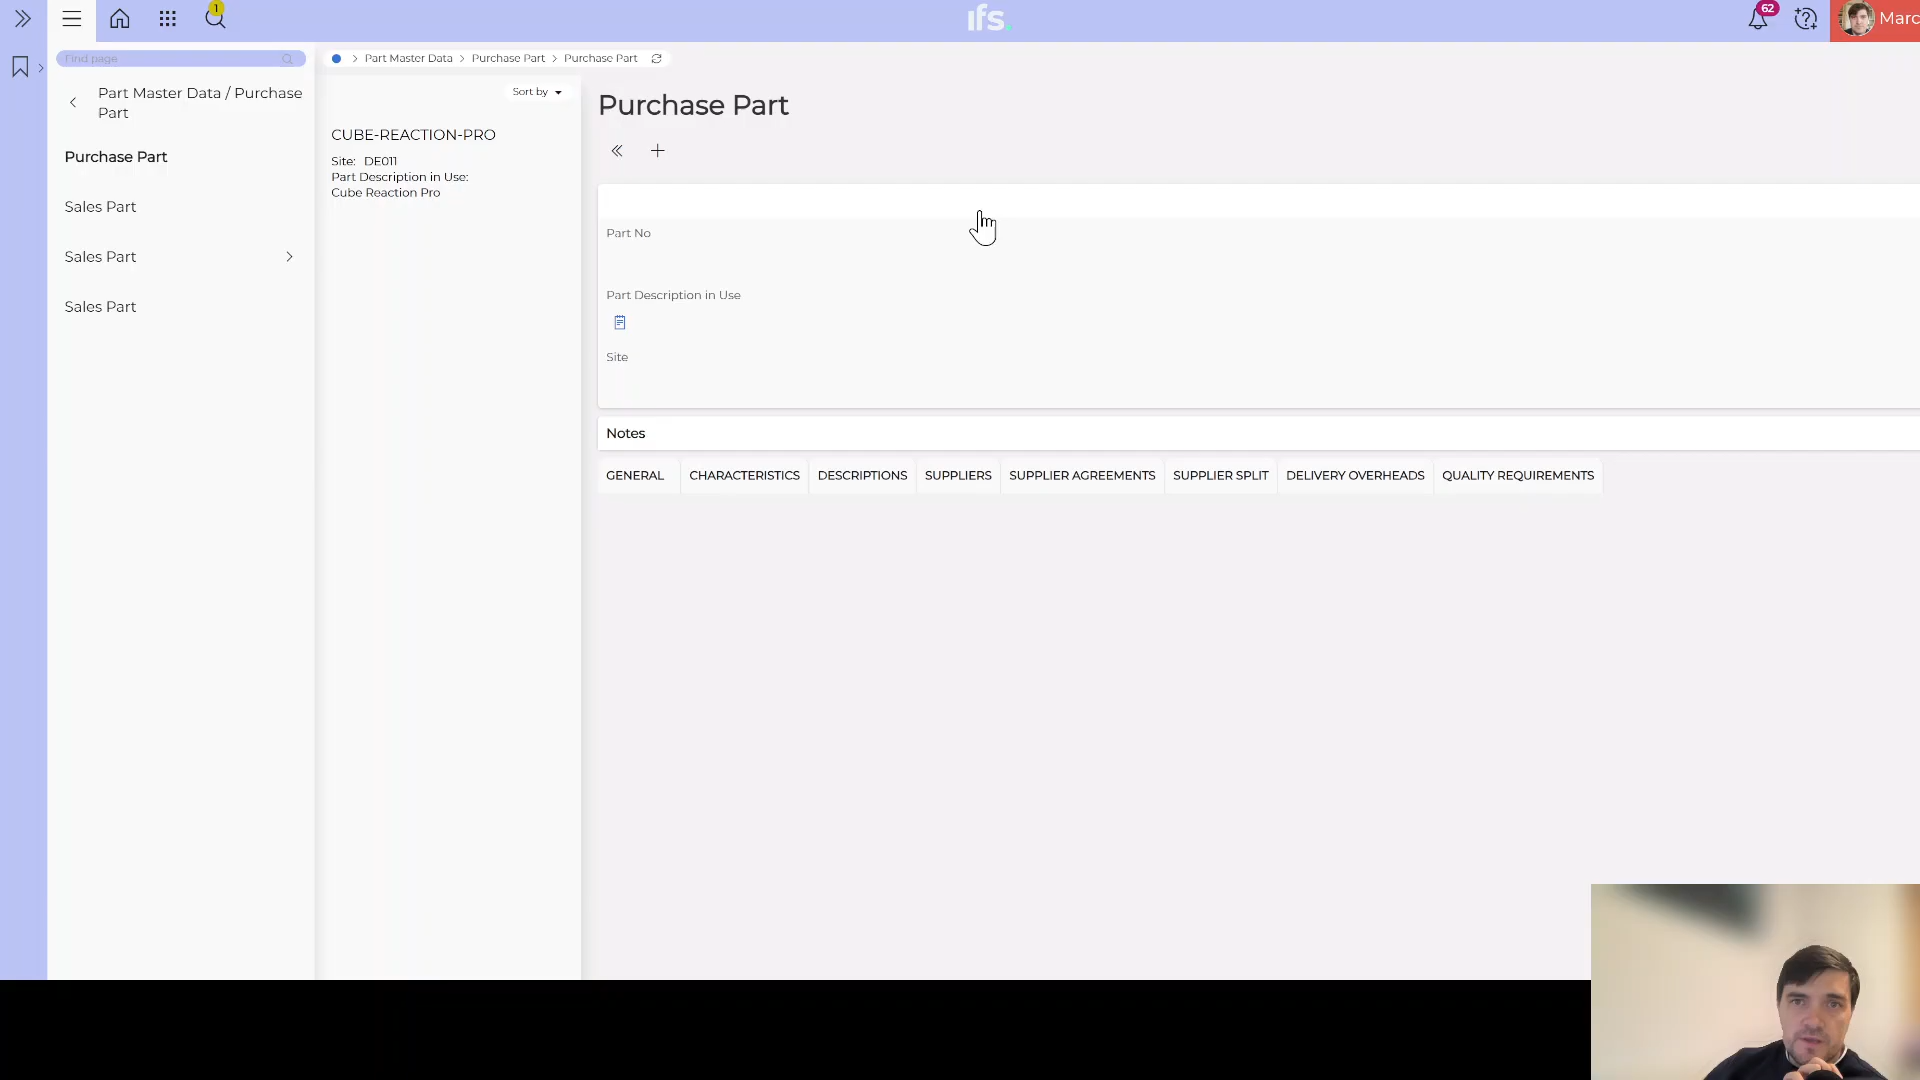 1
ifs.
62
Marc
Find page
Part Master Data > Purchase Part > Purchase Part
Part Master Data / Purchase
Part
Purchase Part
Sales Part
Sales Part
Sales Part
Sort by
CUBE-REACTION-PRO
Site: DE011
Part Description in Use:
Cube Reaction Pro
Purchase Part
Part No
Part Description in Use
Site
Notes
GENERAL CHARACTERISTICS DESCRIPTIONS SUPPLIERS SUPPLIER AGREEMENTS SUPPLIER SPLIT DELIVERY OVERHEADS QUALITY REQUIREMENTS